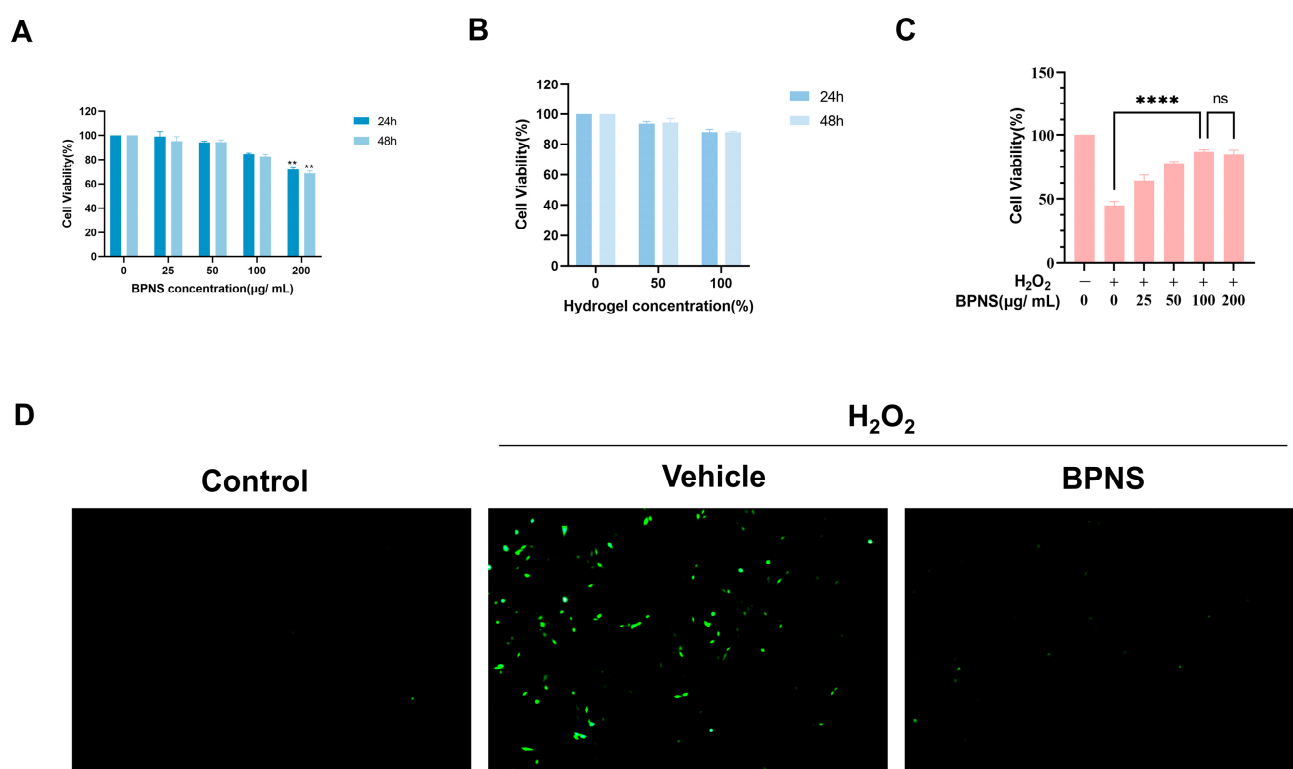 A
120
100
80
60
40
20
0
Cell Viability(%)
0 25 50 100 200
BPNS concentration(μg/ mL)
** **
24h
48h
B
120
100
80
60
40
20
0
Cell Viability(%)
0 50 100
Hydrogel concentration(%)
24h
48h
C
150
100
50
0
Cell Viability(%)
**** ns
H₂O₂ — + + + + +
BPNS(μg/ mL) 0 0 25 50 100 200
D
H₂O₂
Control Vehicle BPNS